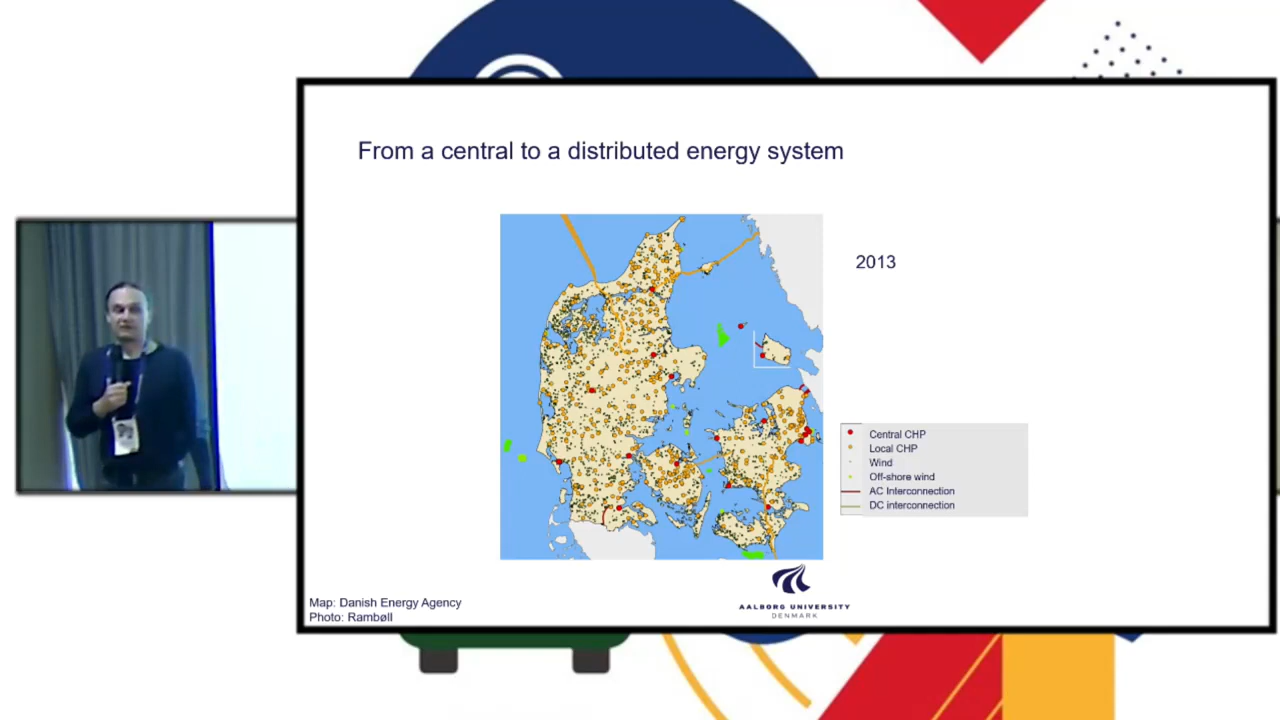 From a central to a distributed energy system
2013
Central CHP
Local CHP
Wind
Off-shore wind
AC Interconnection
DC interconnection
Map: Danish Energy Agency
Photo: Rambøll
AALBORG UNIVERSITY
DENMARK